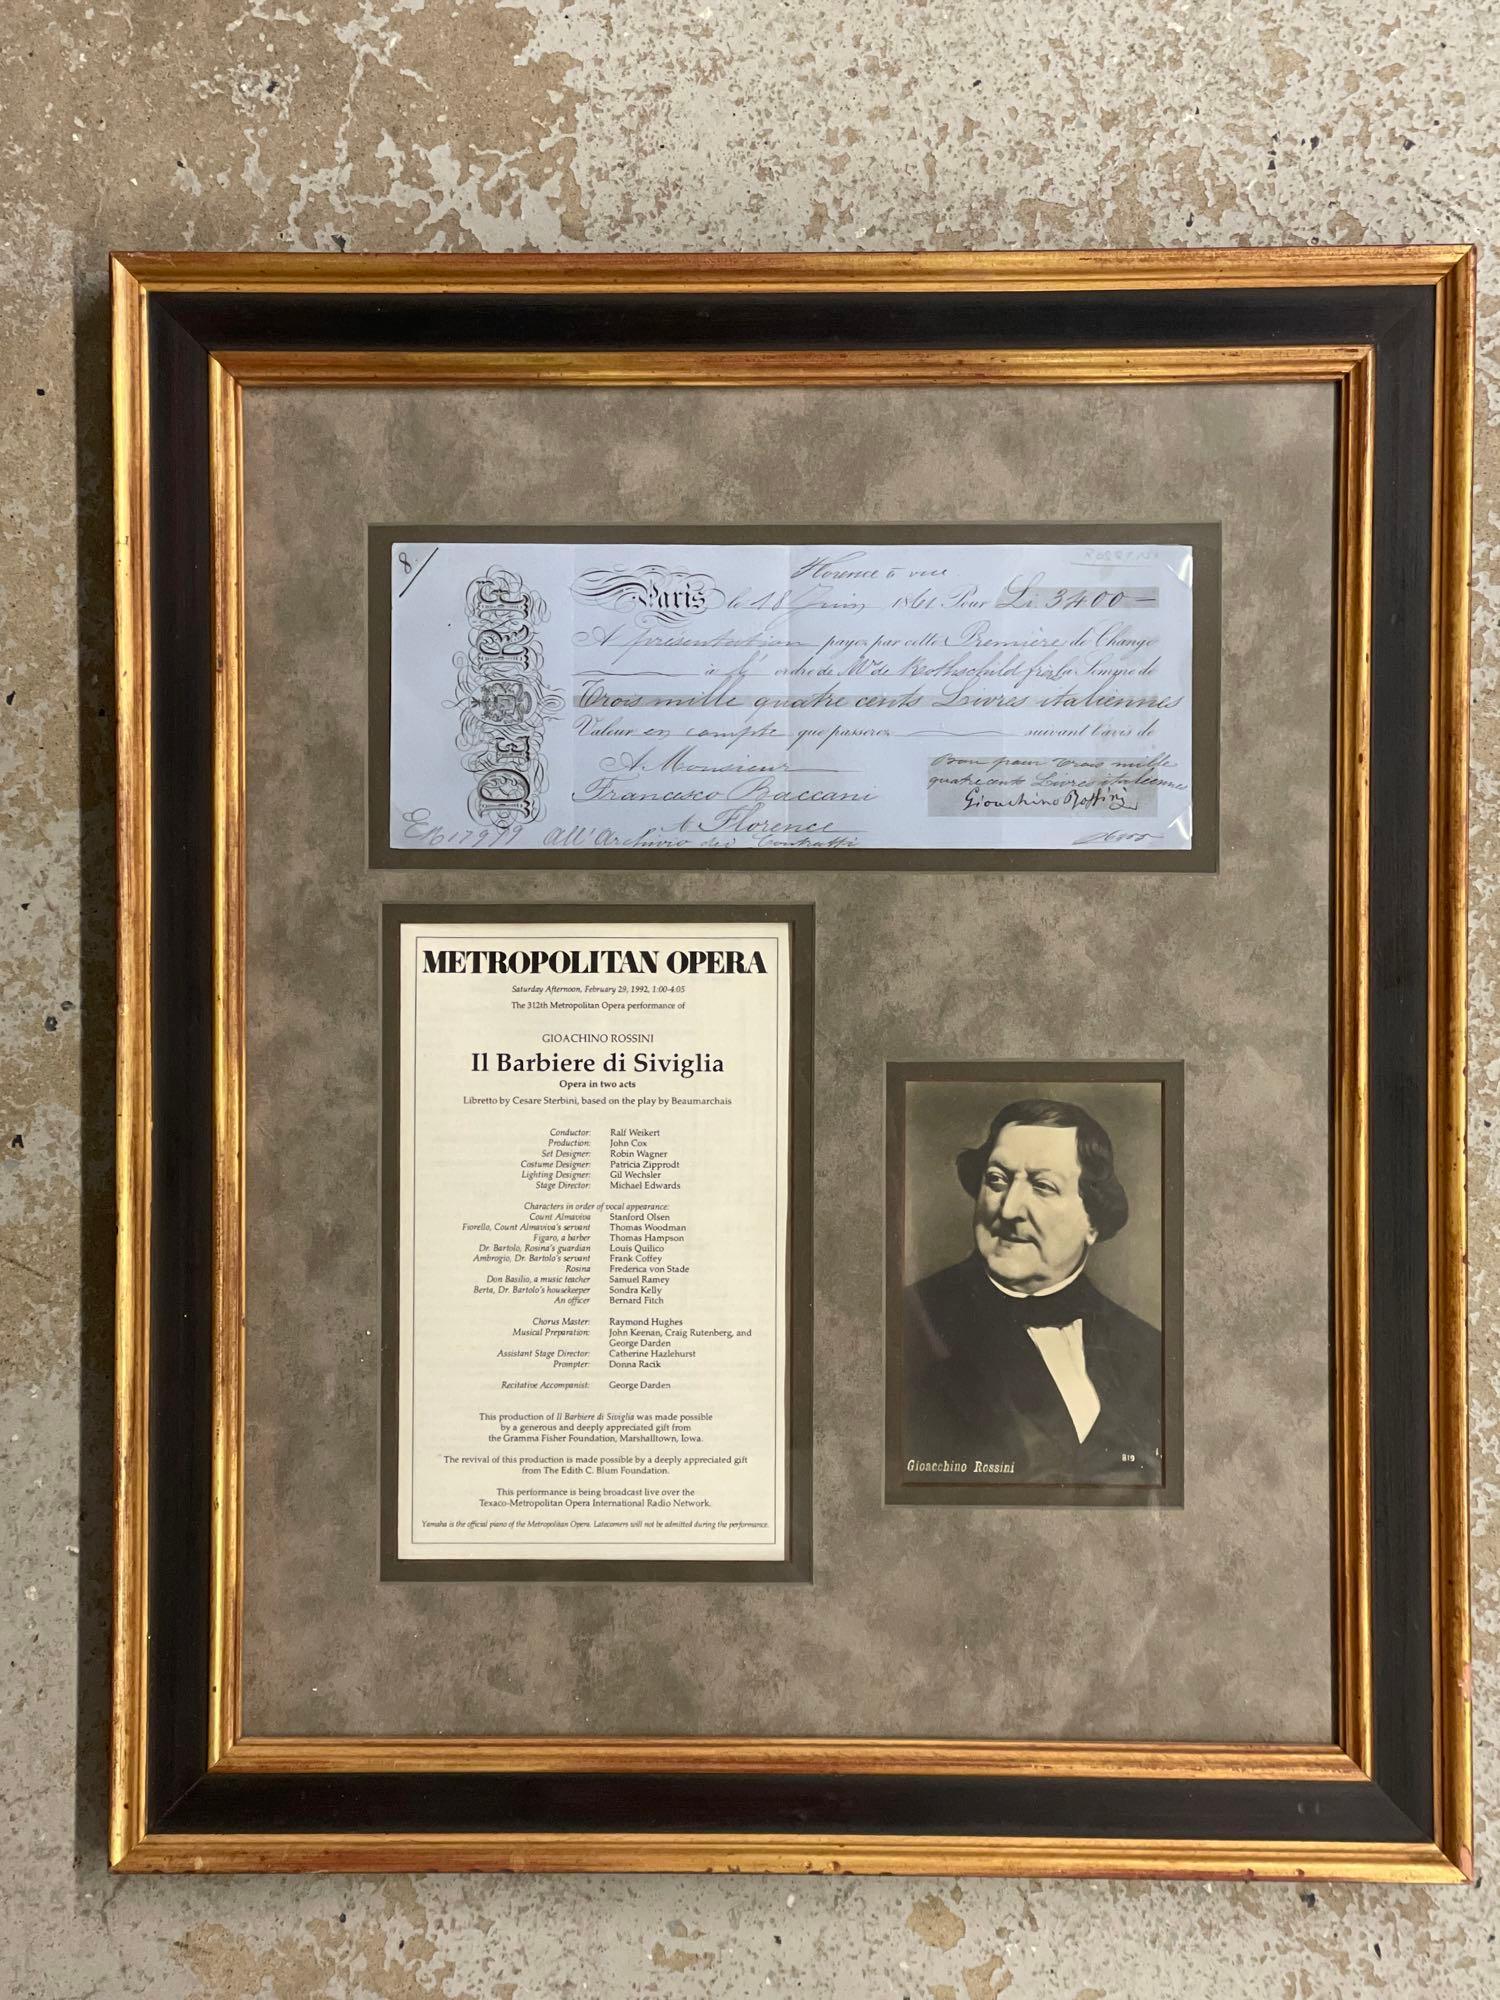 8
Florence à vue
Paris le 18 Juin 1861. Pour Li. 3400 —
A présentation payez par cette Première de Change
à l' ordre de Mrs de Rothschild frères la Somme de
Trois mille quatre cents Livres italiennes
Valeur en compte que passerez suivant l'avis de
A Monsieur
Francesco Baccani
A Florence
Bon pour trois mille
quatre cents Livres italiennes
Gioachino Rossini
All' Archivio dei Contratti
METROPOLITAN OPERA
Saturday Afternoon, February 29, 1992, 1:00-4:05
The 312th Metropolitan Opera performance of
GIOACHINO ROSSINI
Il Barbiere di Siviglia
Opera in two acts
Libretto by Cesare Sterbini, based on the play by Beaumarchais
Conductor: Ralf Weikert
Production: John Cox
Set Designer: Robin Wagner
Costume Designer: Patricia Zipprodt
Lighting Designer: Gil Wechsler
Stage Director: Michael Edwards
Characters in order of vocal appearance:
Count Almaviva Stanford Olsen
Fiorello, Count Almaviva's servant Thomas Woodman
Figaro, a barber Thomas Hampson
Dr. Bartolo, Rosina's guardian Louis Quilico
Ambrogio, Dr. Bartolo's servant Frank Coffey
Rosina Frederica von Stade
Don Basilio, a music teacher Samuel Ramey
Berta, Dr. Bartolo's housekeeper Sondra Kelly
An officer Bernard Fitch
Chorus Master: Raymond Hughes
Musical Preparation: John Keenan, Craig Rutenberg, and
George Darden
Assistant Stage Director: Catherine Hazlehurst
Prompter: Donna Racik
Recitative Accompanist: George Darden
This production of Il Barbiere di Siviglia was made possible
by a generous and deeply appreciated gift from
the Gramma Fisher Foundation, Marshalltown, Iowa.
The revival of this production is made possible by a deeply appreciated gift
from The Edith C. Blum Foundation.
This performance is being broadcast live over the
Texaco-Metropolitan Opera International Radio Network.
Yamaha is the official piano of the Metropolitan Opera. Latecomers will not be admitted during the performance.
Gioacchino Rossini
819